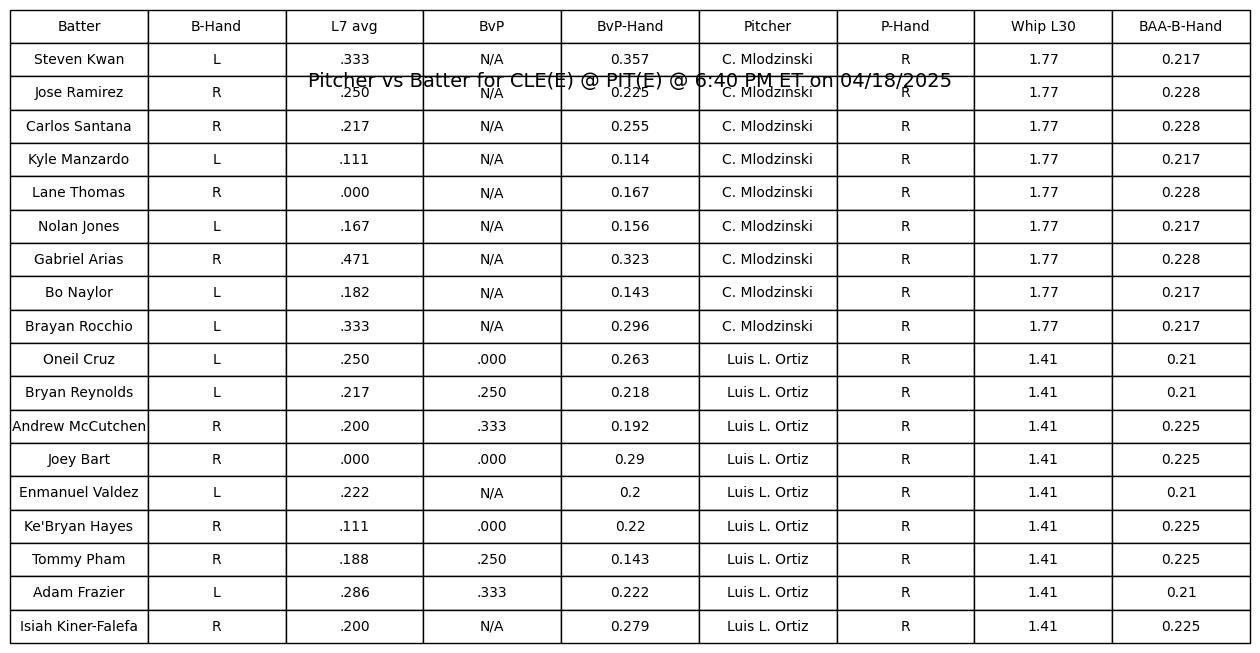 Batter B-Hand L7 avg BvP BvP-Hand Pitcher P-Hand Whip L30 BAA-B-Hand
Steven Kwan L .333 N/A 0.357 C. Mlodzinski R 1.77 0.217
Pitcher vs Batter for CLE(E) @ PIT(E) @ 6:40 PM ET on 04/18/2025
Jose Ramirez R .250 N/A 0.225 C. Mlodzinski R 1.77 0.228
Carlos Santana R .217 N/A 0.255 C. Mlodzinski R 1.77 0.228
Kyle Manzardo L .111 N/A 0.114 C. Mlodzinski R 1.77 0.217
Lane Thomas R .000 N/A 0.167 C. Mlodzinski R 1.77 0.228
Nolan Jones L .167 N/A 0.156 C. Mlodzinski R 1.77 0.217
Gabriel Arias R .471 N/A 0.323 C. Mlodzinski R 1.77 0.228
Bo Naylor L .182 N/A 0.143 C. Mlodzinski R 1.77 0.217
Brayan Rocchio L .333 N/A 0.296 C. Mlodzinski R 1.77 0.217
Oneil Cruz L .250 .000 0.263 Luis L. Ortiz R 1.41 0.21
Bryan Reynolds L .217 .250 0.218 Luis L. Ortiz R 1.41 0.21
Andrew McCutchen R .200 .333 0.192 Luis L. Ortiz R 1.41 0.225
Joey Bart R .000 .000 0.29 Luis L. Ortiz R 1.41 0.225
Enmanuel Valdez L .222 N/A 0.2 Luis L. Ortiz R 1.41 0.21
Ke'Bryan Hayes R .111 .000 0.22 Luis L. Ortiz R 1.41 0.225
Tommy Pham R .188 .250 0.143 Luis L. Ortiz R 1.41 0.225
Adam Frazier L .286 .333 0.222 Luis L. Ortiz R 1.41 0.21
Isiah Kiner-Falefa R .200 N/A 0.279 Luis L. Ortiz R 1.41 0.225